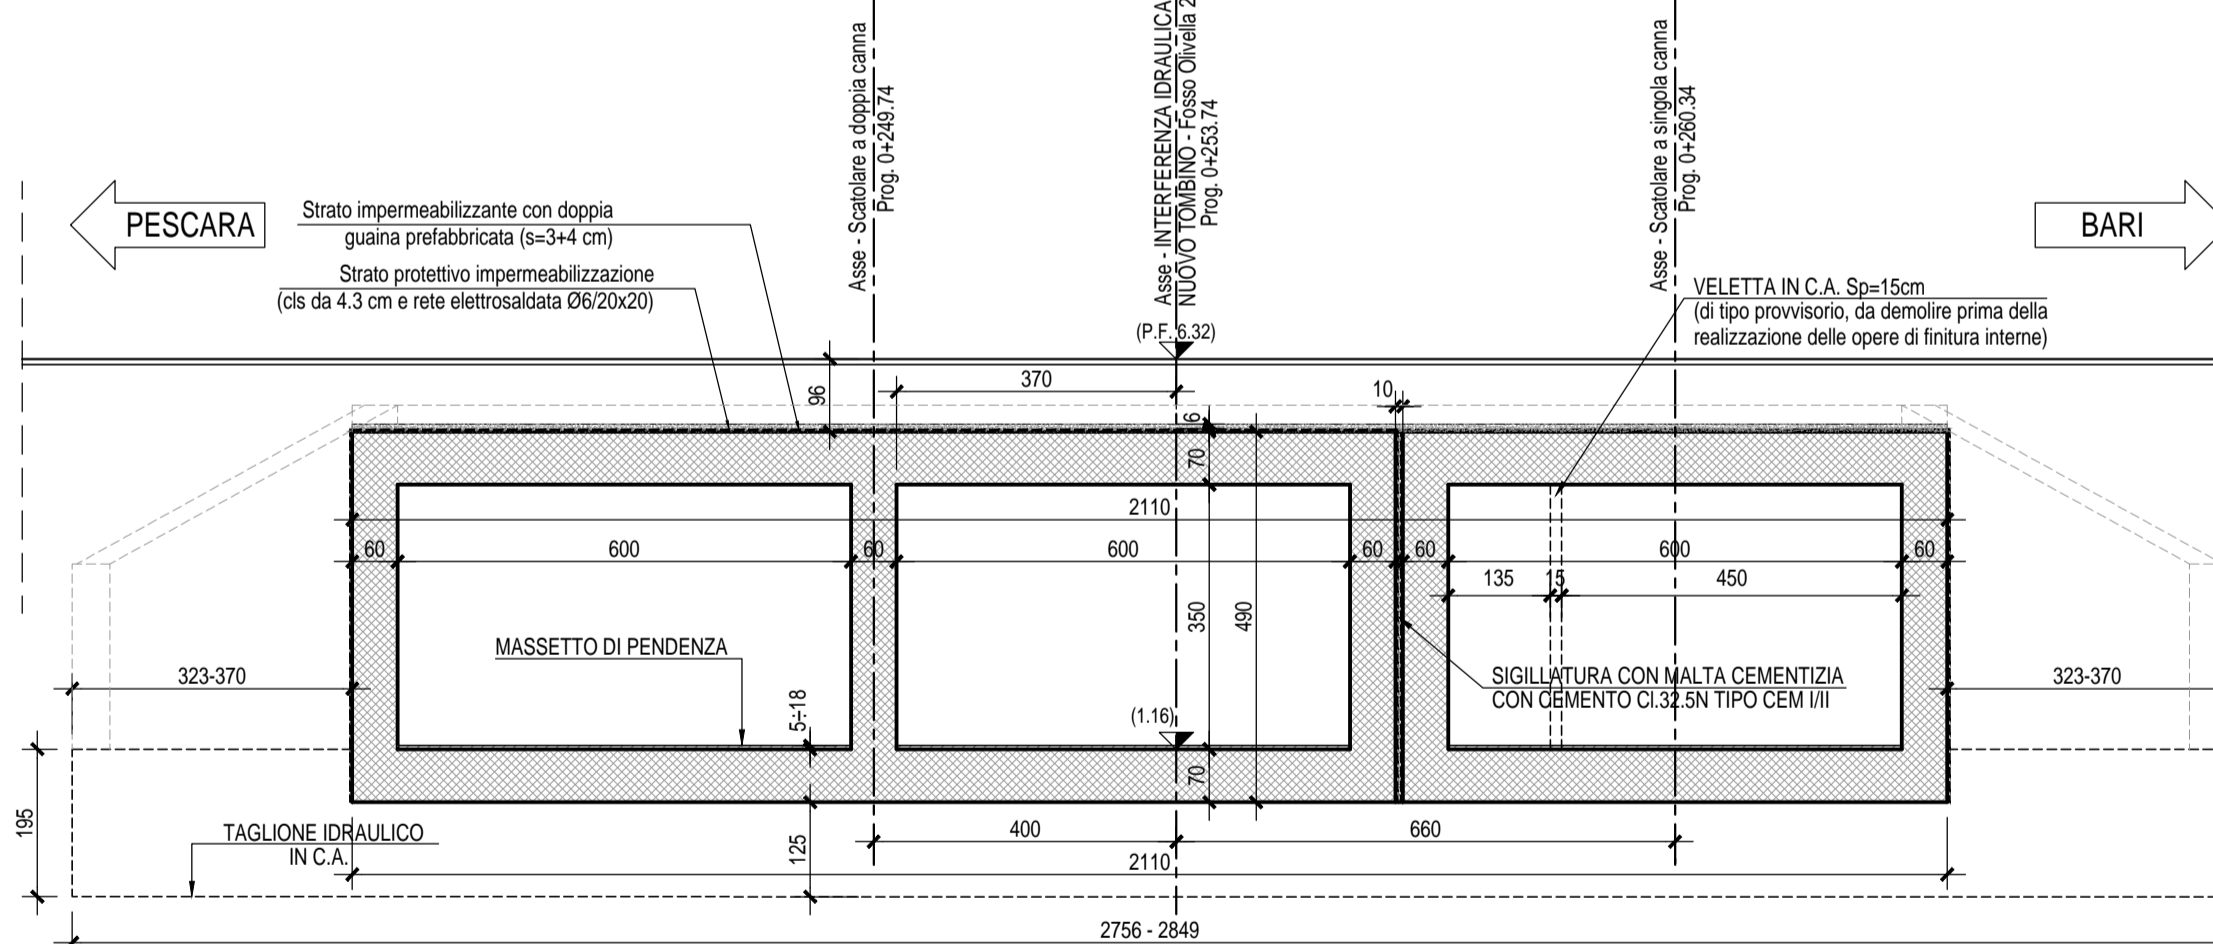 Asse - Scatolare a doppia canna
Prog. 0+249.74
Asse - INTERFERENZA IDRAULICA
NUOVO TOMBINO - Fosso Olivella 2
Prog. 0+253.74
Asse - Scatolare a singola canna
Prog. 0+260.34
PESCARA
BARI
Strato impermeabilizzante con doppia
guaina prefabbricata (s=3+4 cm)
Strato protettivo impermeabilizzazione
(cls da 4.3 cm e rete elettrosaldata Ø6/20x20)
VELETTA IN C.A. Sp=15cm
(di tipo provvisorio, da demolire prima della
realizzazione delle opere di finitura interne)
(P.F. 6.32)
96
370
10
6
70
2110
60
600
60
600
60
60
600
60
135
15
450
350
490
MASSETTO DI PENDENZA
323-370
5÷18
(1.16)
SIGILLATURA CON MALTA CEMENTIZIA
CON CEMENTO Cl.32.5N TIPO CEM I/II
323-370
70
195
TAGLIONE IDRAULICO
IN C.A.
125
400
660
2110
2756 - 2849